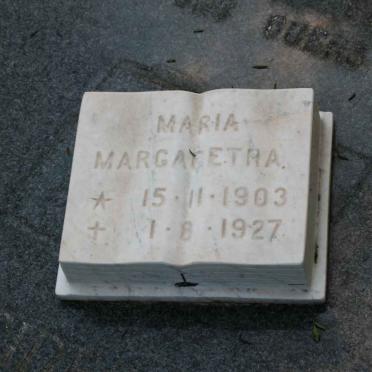 MARIA
MARGARETHA
* 15·11·1903
+ 1·8·1927